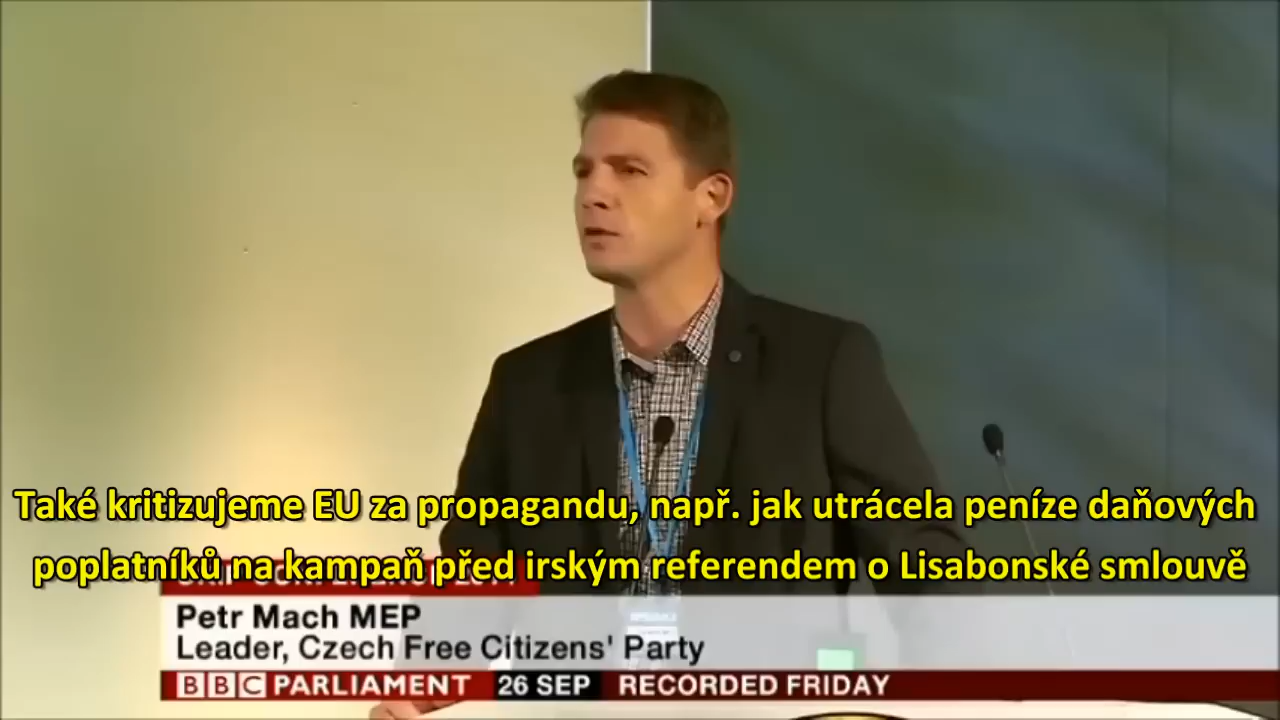 Také kritizujeme EU za propagandu, např. jak utrácela peníze daňových
poplatníků na kampaň před irským referendem o Lisabonské smlouvě
Petr Mach MEP
Leader, Czech Free Citizens' Party
BBC PARLIAMENT 26 SEP RECORDED FRIDAY